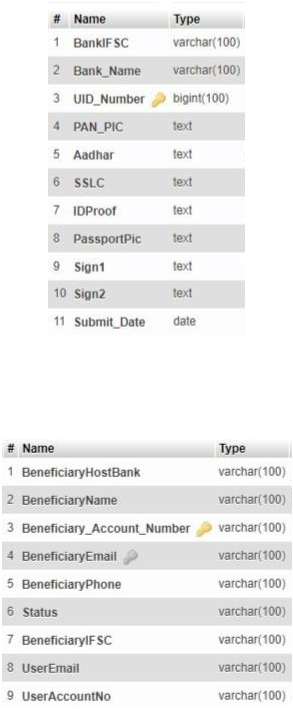 # Name Type
1 BankIFSC varchar(100)
2 Bank_Name varchar(100)
3 UID_Number bigint(100)
4 PAN_PIC text
5 Aadhar text
6 SSLC text
7 IDProof text
8 PassportPic text
9 Sign1 text
10 Sign2 text
11 Submit_Date date
# Name Type
1 BeneficiaryHostBank varchar(100)
2 BeneficiaryName varchar(100)
3 Beneficiary_Account_Number varchar(100)
4 BeneficiaryEmail varchar(100)
5 BeneficiaryPhone varchar(100)
6 Status varchar(100)
7 BeneficiaryIFSC varchar(100)
8 UserEmail varchar(100)
9 UserAccountNo varchar(100)